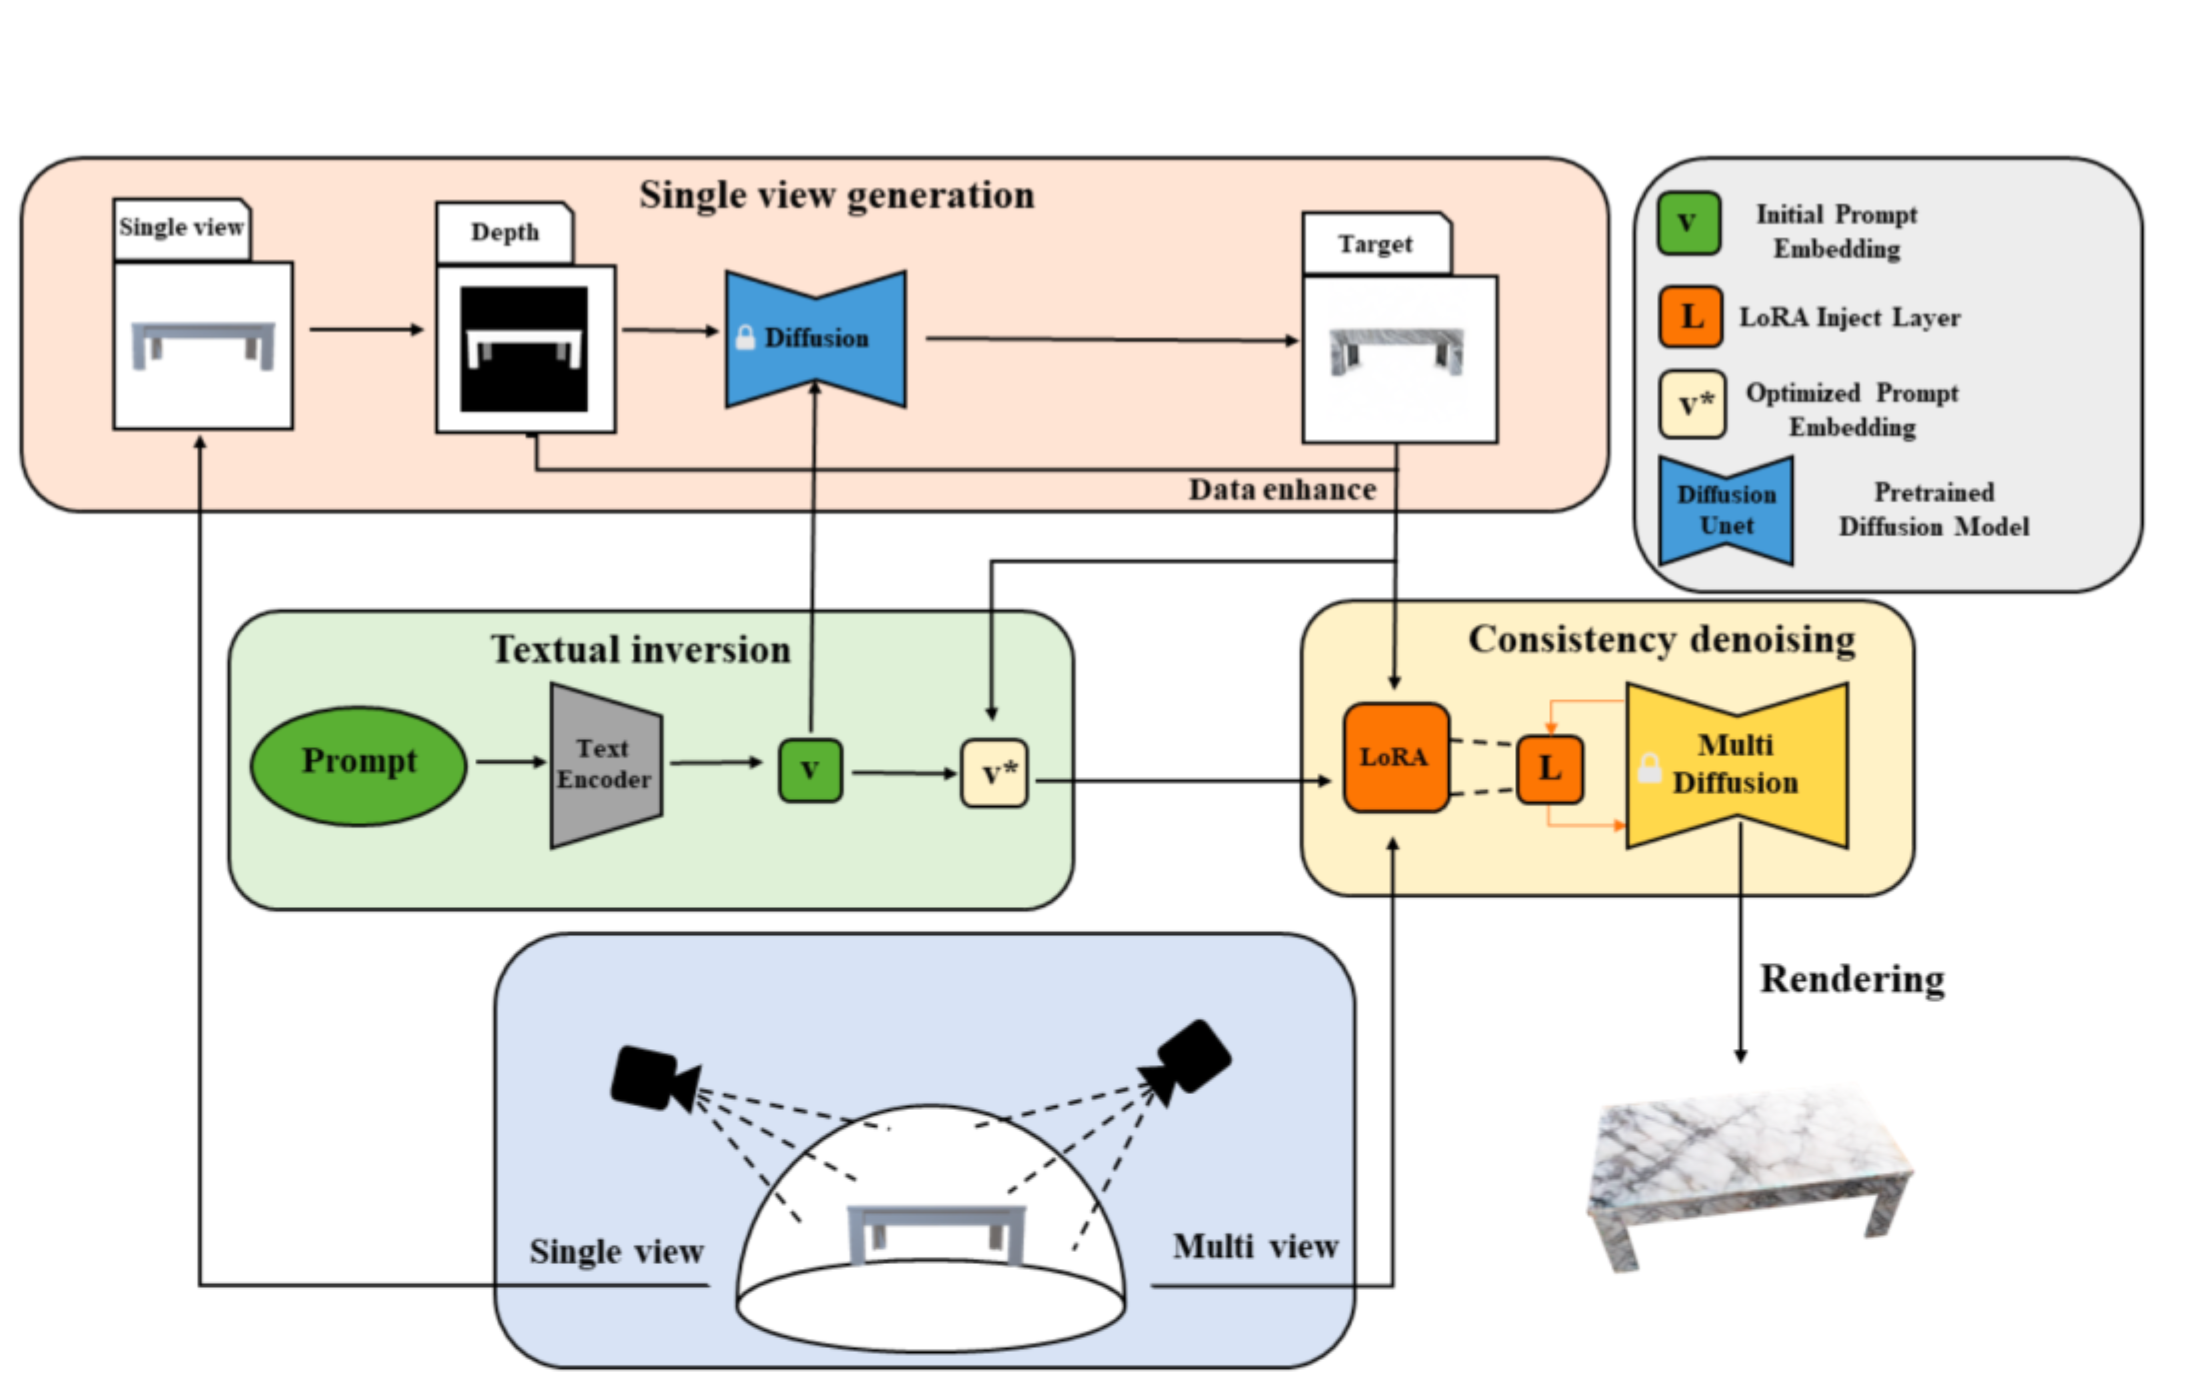 Single view generation
Single view
Depth
Target
Diffusion
Data enhance
v
Initial Prompt
Embedding
L
LoRA Inject Layer
v*
Optimized Prompt
Embedding
Diffusion
Unet
Pretrained
Diffusion Model
Textual inversion
Prompt
Text
Encoder
v
v*
Consistency denoising
LoRA
L
Multi
Diffusion
Rendering
Single view
Multi view